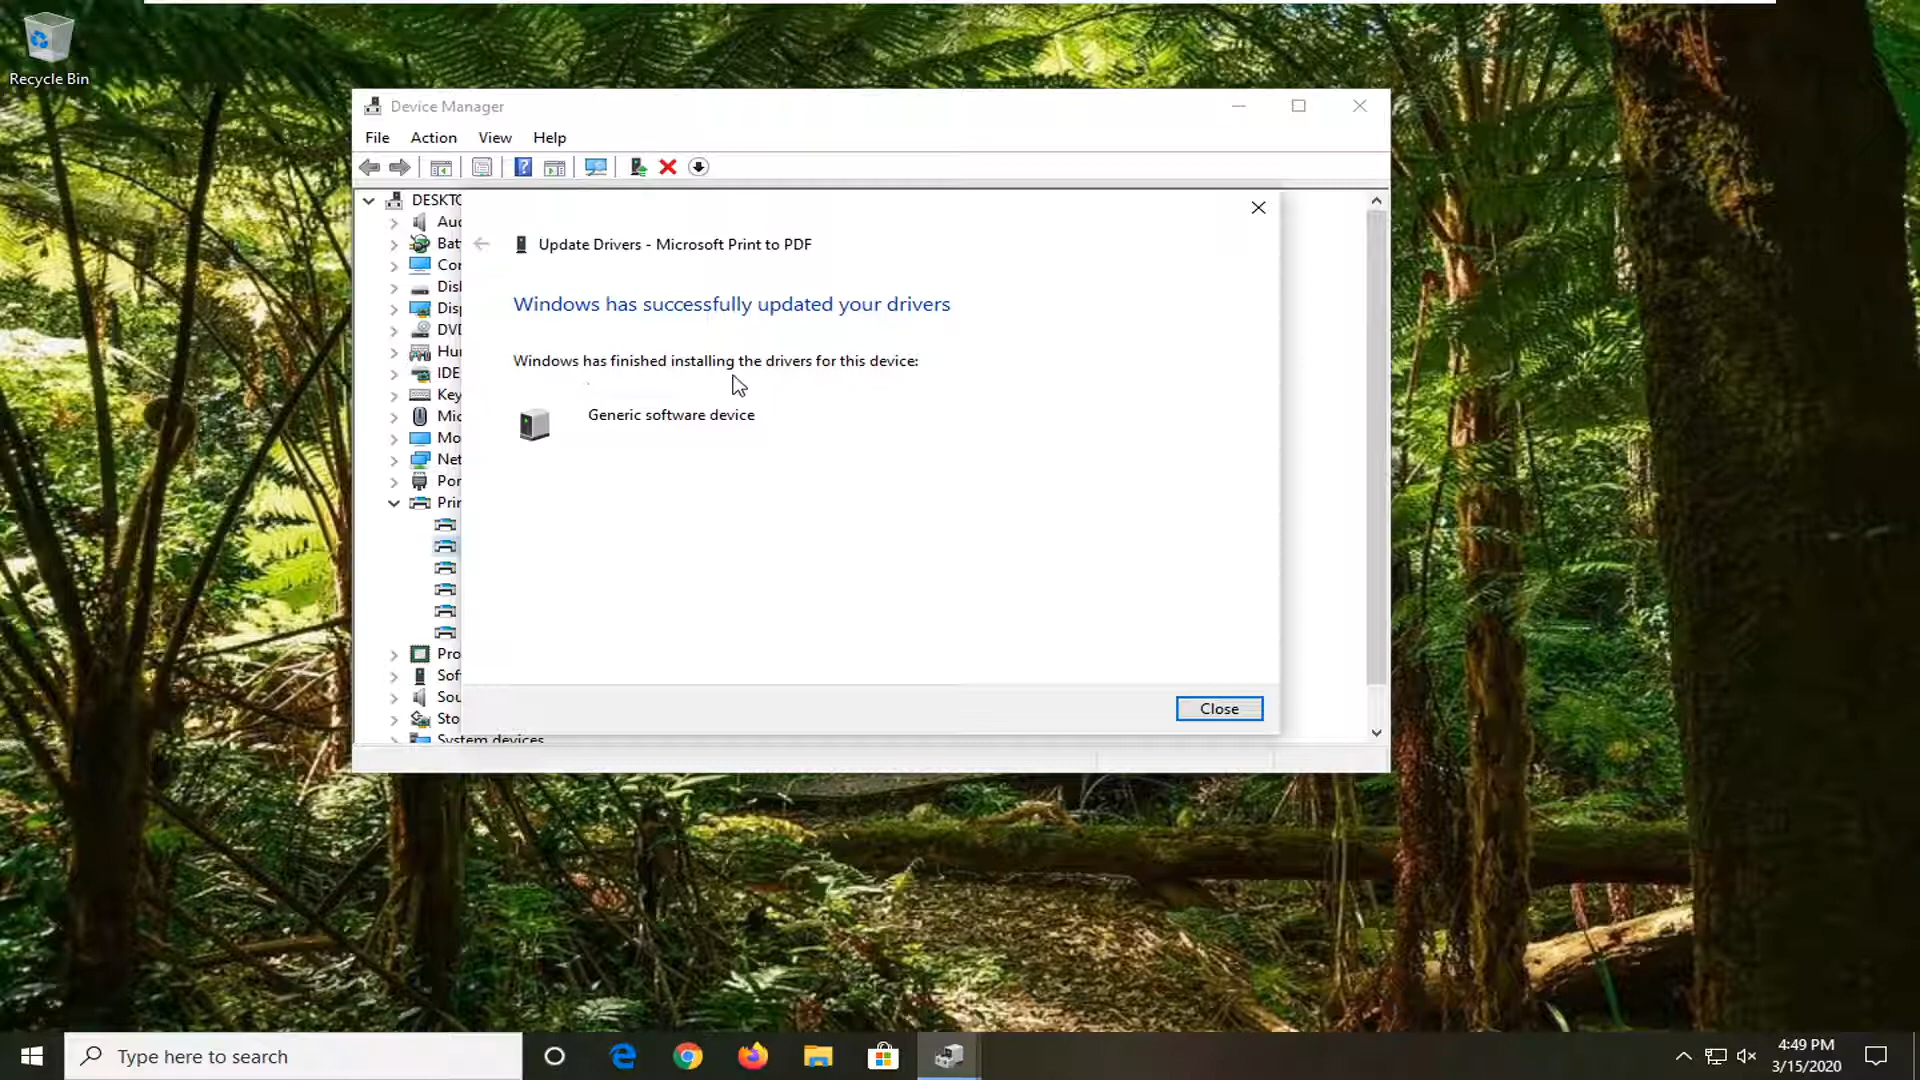 Recycle Bin
Device Manager
File Action View Help
DESKTO
Aud
Bat
Cor
Disl
Disp
DVD
Hur
IDE
Key
Mic
Mo
Net
Por
Prin
Pro
Sof
Sou
Sto
System devices
Update Drivers - Microsoft Print to PDF
Windows has successfully updated your drivers
Windows has finished installing the drivers for this device:
Generic software device
Close
Type here to search
4:49 PM
3/15/2020